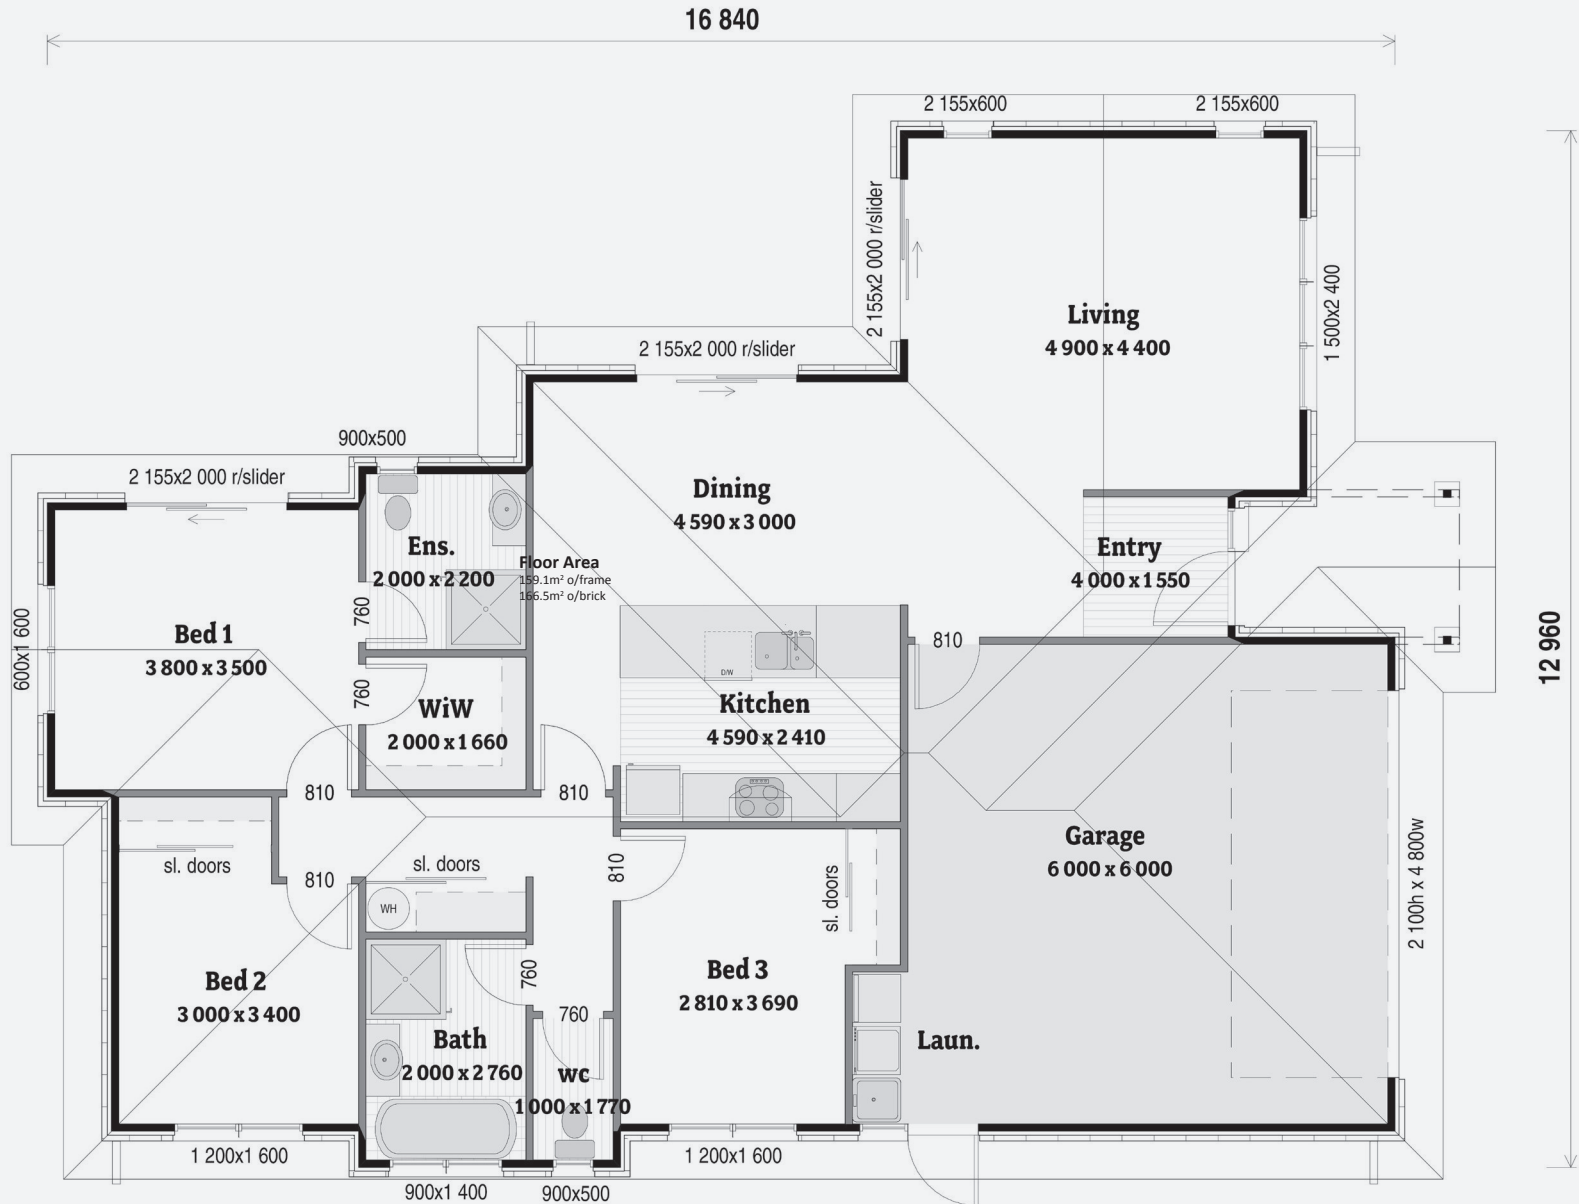 16 840
2 155x600
2 155x600
2 155x2 000 r/slider
Living
4 900 x 4 400
1 500x2 400
2 155x2 000 r/slider
900x500
2 155x2 000 r/slider
Dining
4 590 x 3 000
Ens.
2 000 x 2 200
Floor Area
159.1m² o/frame
166.5m² o/brick
Entry
4 000 x 1 550
12 960
600x1 600
Bed 1
3 800 x 3 500
760
760
WiW
2 000 x 1 660
810
D/W
Kitchen
4 590 x 2 410
810
810
Garage
6 000 x 6 000
2 100h x 4 800w
sl. doors
810
sl. doors
WH
810
sl. doors
Bed 2
3 000 x 3 400
760
760
Bed 3
2 810 x 3 690
Bath
2 000 x 2 760
wc
1 000 x 1 770
Laun.
1 200x1 600
900x1 400
900x500
1 200x1 600